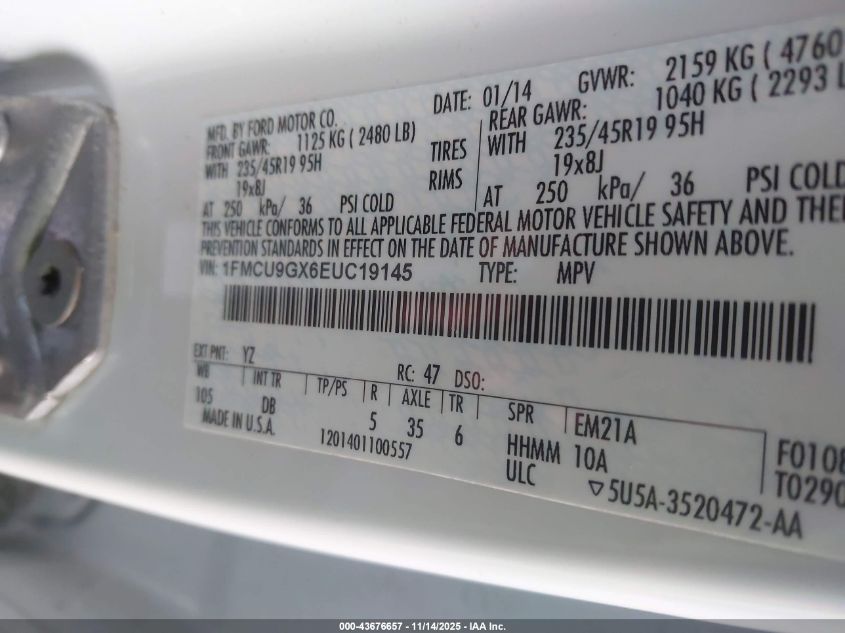 MFD. BY FORD MOTOR CO.
DATE: 01/14 GVWR: 2159 KG ( 4760
FRONT GAWR: 1125 KG ( 2480 LB) REAR GAWR: 1040 KG ( 2293 L
WITH 235/45R19 95H TIRES WITH 235/45R19 95H
19x8J RIMS 19x8J
AT 250 kPa/ 36 PSI COLD AT 250 kPa/ 36 PSI COLD
THIS VEHICLE CONFORMS TO ALL APPLICABLE FEDERAL MOTOR VEHICLE SAFETY AND THEF
PREVENTION STANDARDS IN EFFECT ON THE DATE OF MANUFACTURE SHOWN ABOVE.
VIN: 1FMCU9GX6EUC19145 TYPE: MPV
EXT PNT: YZ RC: 47 DSO:
WB INT TR TP/PS R AXLE TR SPR EM21A
105 DB 5 35 6 HHMM 10A F0108
MADE IN U.S.A. 1201401100557 ULC T0290
▽5U5A-3520472-AA
000-43676657 - 11/14/2025 - IAA Inc.